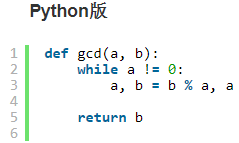 Python版
1 def gcd(a, b):
2     while a != 0:
3         a, b = b % a, a
4
5     return b
6